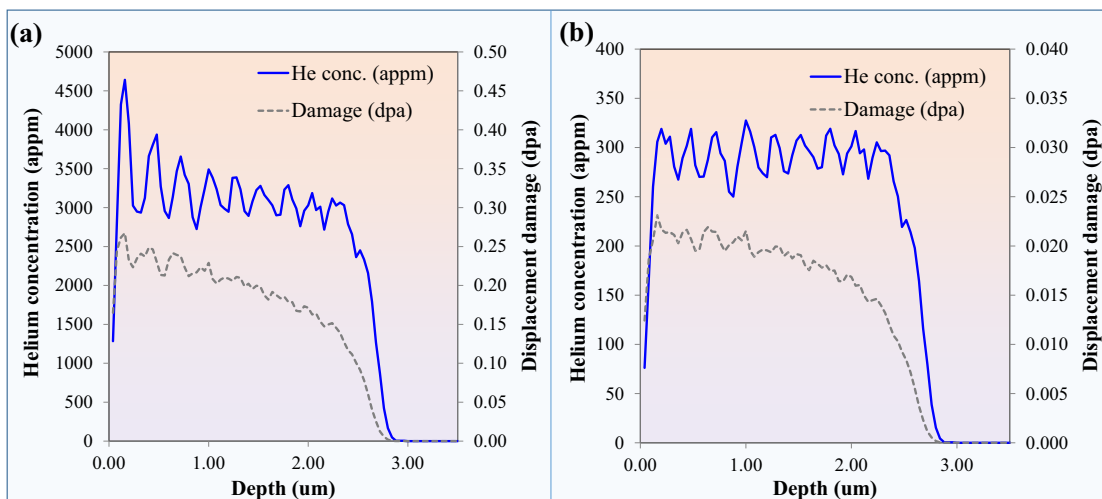 (a)
5000
4500
4000
3500
3000
2500
2000
1500
1000
500
0
Helium concentration (appm)
He conc. (appm)
Damage (dpa)
0.50
0.45
0.40
0.35
0.30
0.25
0.20
0.15
0.10
0.05
0.00
Displacement damage (dpa)
0.00 1.00 2.00 3.00
Depth (um)
(b)
400
350
300
250
200
150
100
50
0
Helium concentration (appm)
He conc. (appm)
Damage (dpa)
0.040
0.035
0.030
0.025
0.020
0.015
0.010
0.005
0.000
Displacement damage (dpa)
0.00 1.00 2.00 3.00
Depth (um)